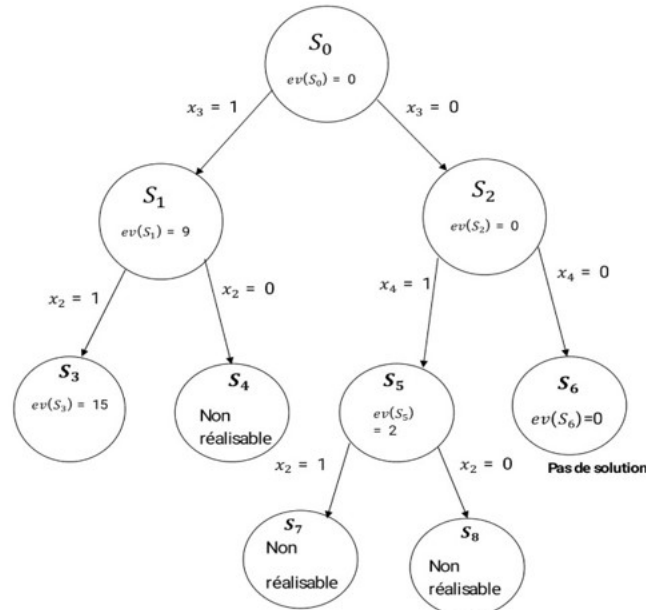 S₀
ev(S₀) = 0
x₃ = 1
x₃ = 0
S₁
ev(S₁) = 9
S₂
ev(S₂) = 0
x₂ = 1
x₂ = 0
x₄ = 1
x₄ = 0
S₃
ev(S₃) = 15
S₄
Non
réalisable
S₅
ev(S₅)
= 2
S₆
ev(S₆)=0
Pas de solution
x₂ = 1
x₂ = 0
S₇
Non
réalisable
S₈
Non
réalisable